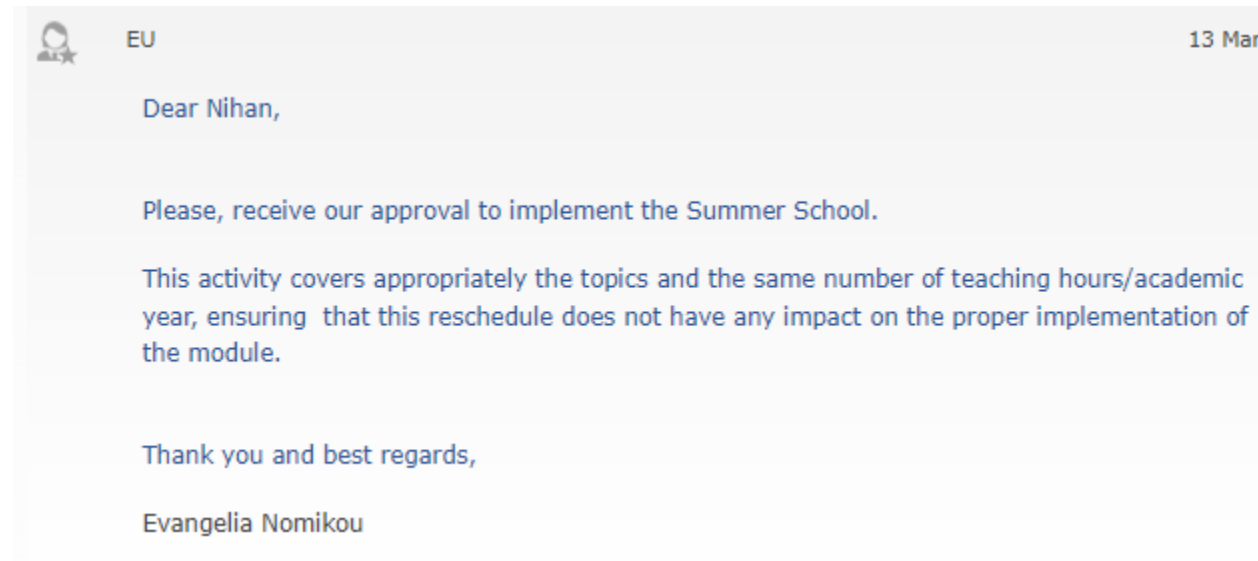 EU
13 Mar
Dear Nihan,
Please, receive our approval to implement the Summer School.
This activity covers appropriately the topics and the same number of teaching hours/academic
year, ensuring  that this reschedule does not have any impact on the proper implementation of
the module.
Thank you and best regards,
Evangelia Nomikou